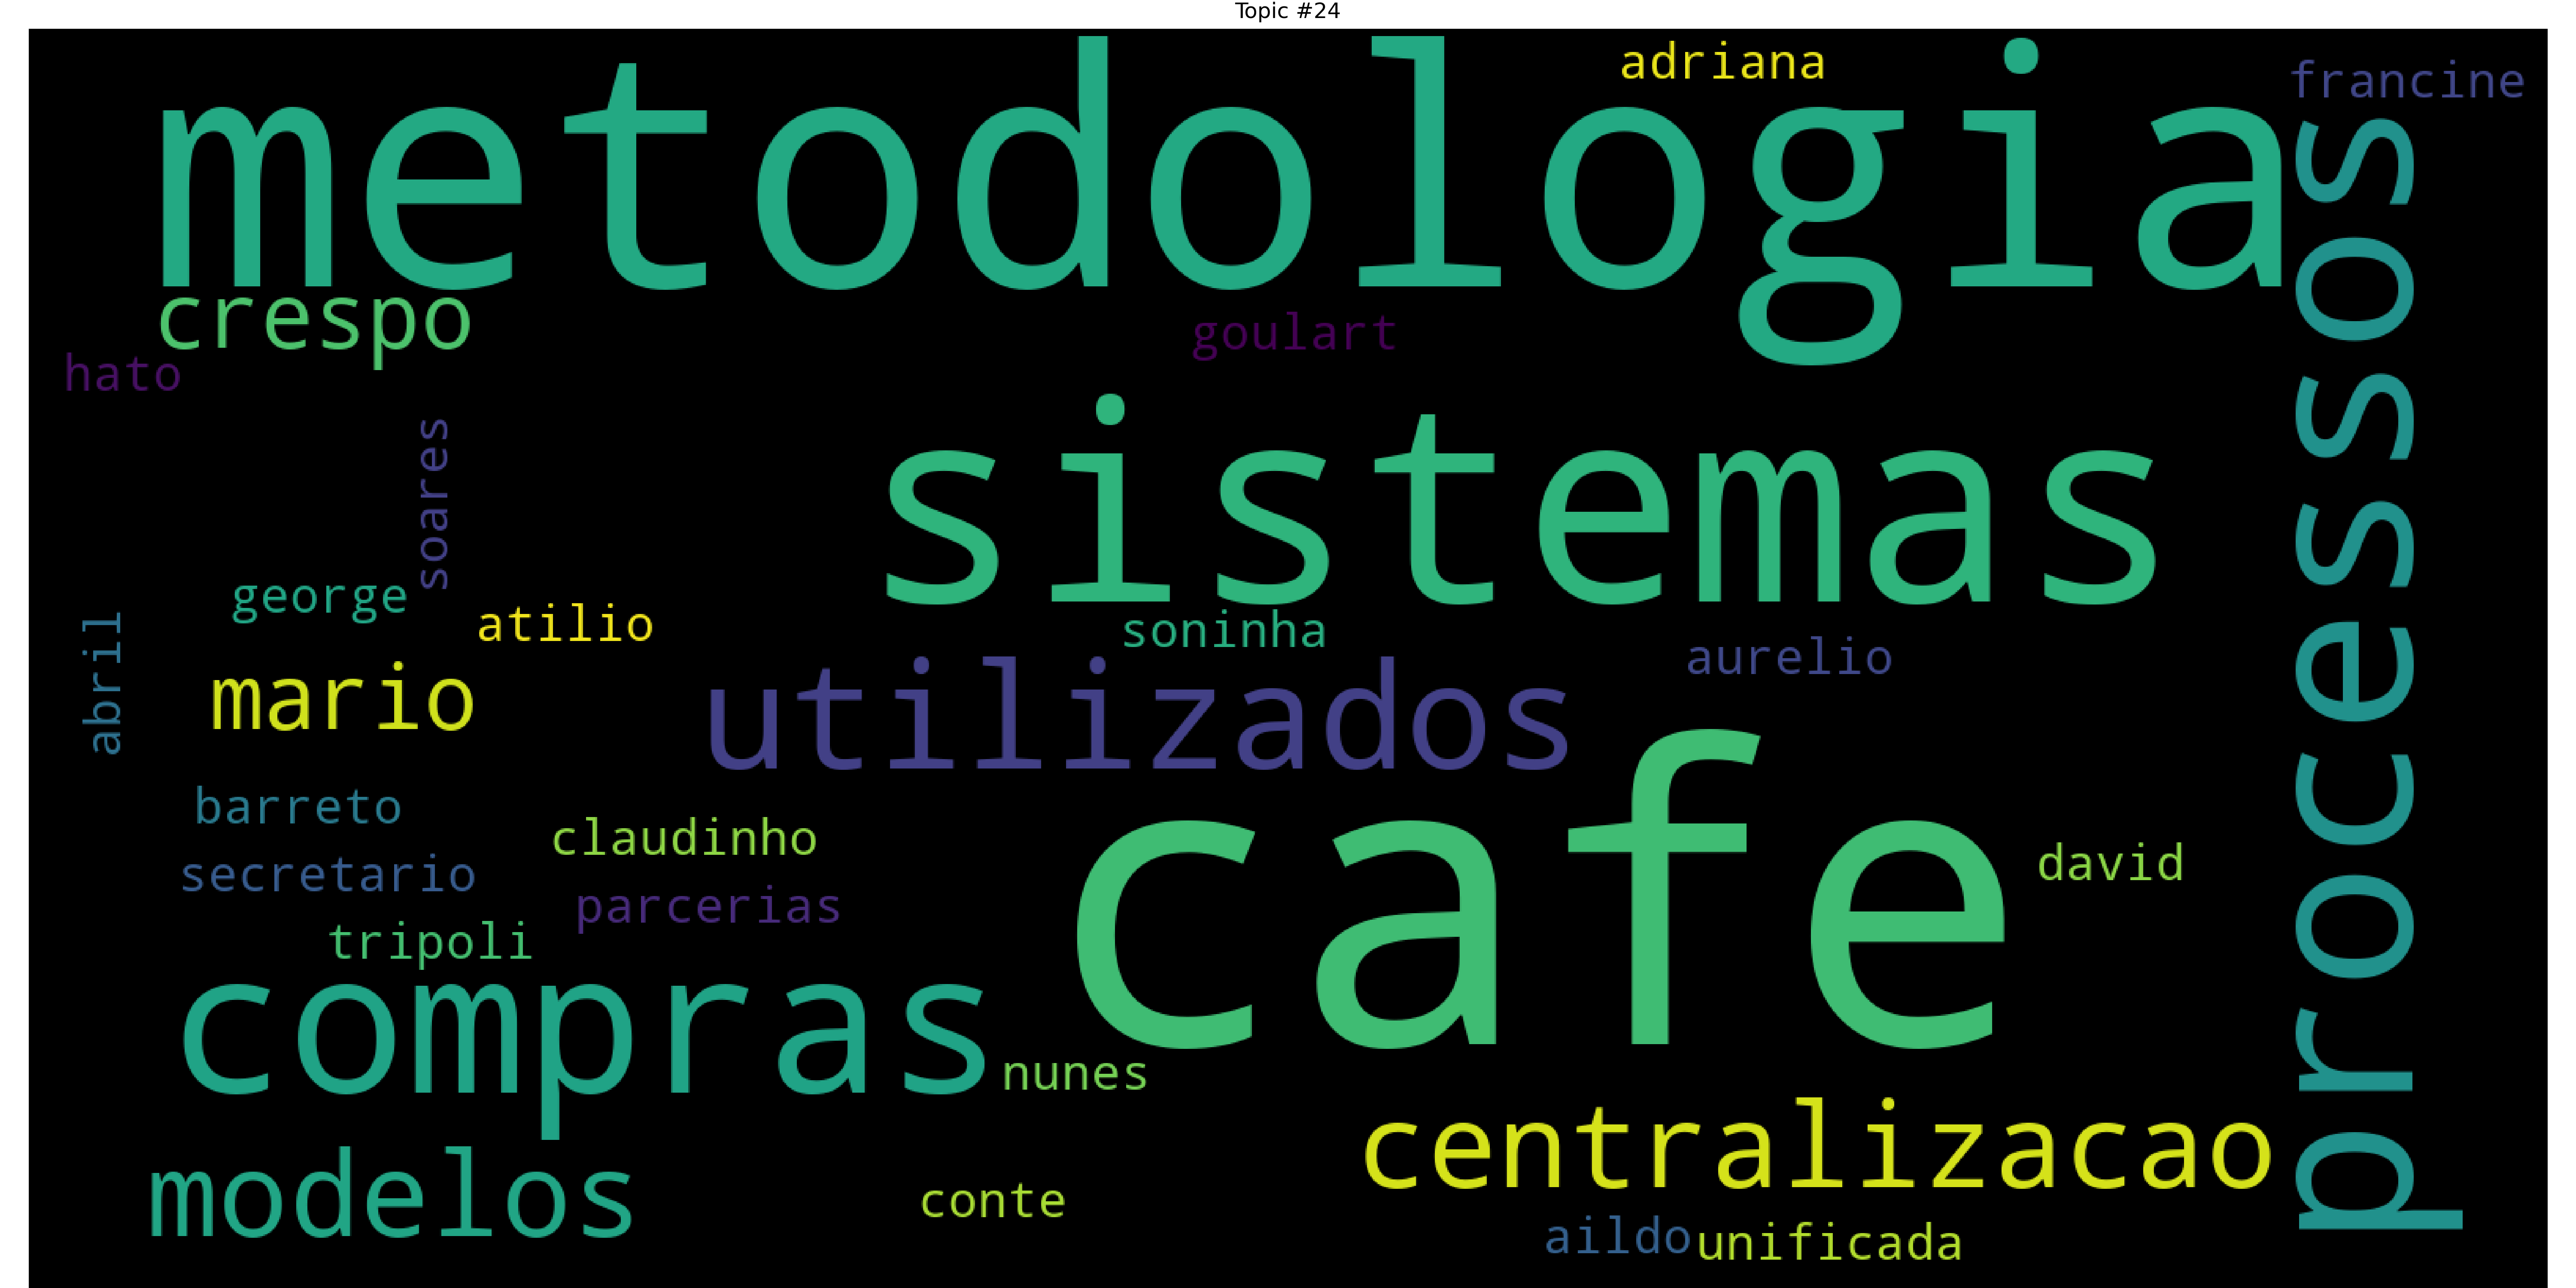 Topic #24
adriana
francine
metodologia
processos
crespo
goulart
hato
soares
sistemas
george
atilio
soninha
abril
aurelio
mario
utilizados
barreto
claudinho
cafe
david
secretario
parcerias
tripoli
compras
nunes
centralizacao
modelos
conte
aildo
unificada